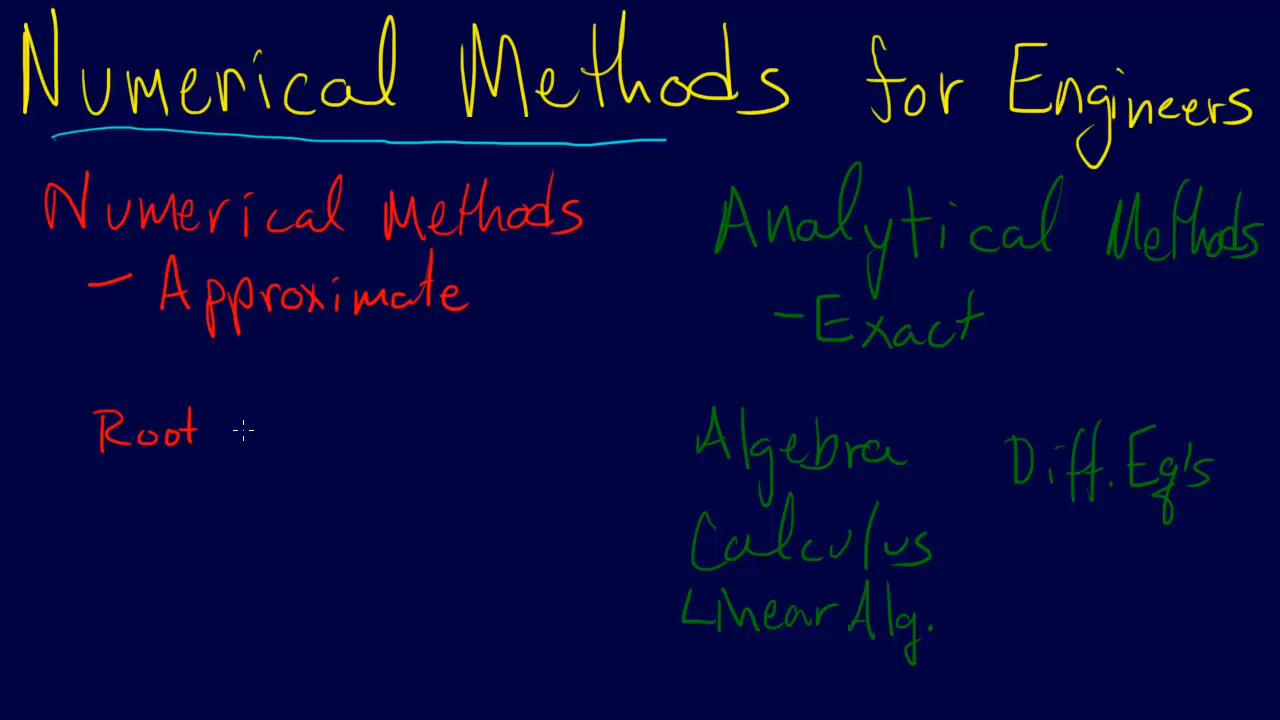 Numerical Methods for Engineers
Numerical Methods
- Approximate
Root
Analytical Methods
- Exact
Algebra
Diff. Eq's
Calculus
Linear Alg.